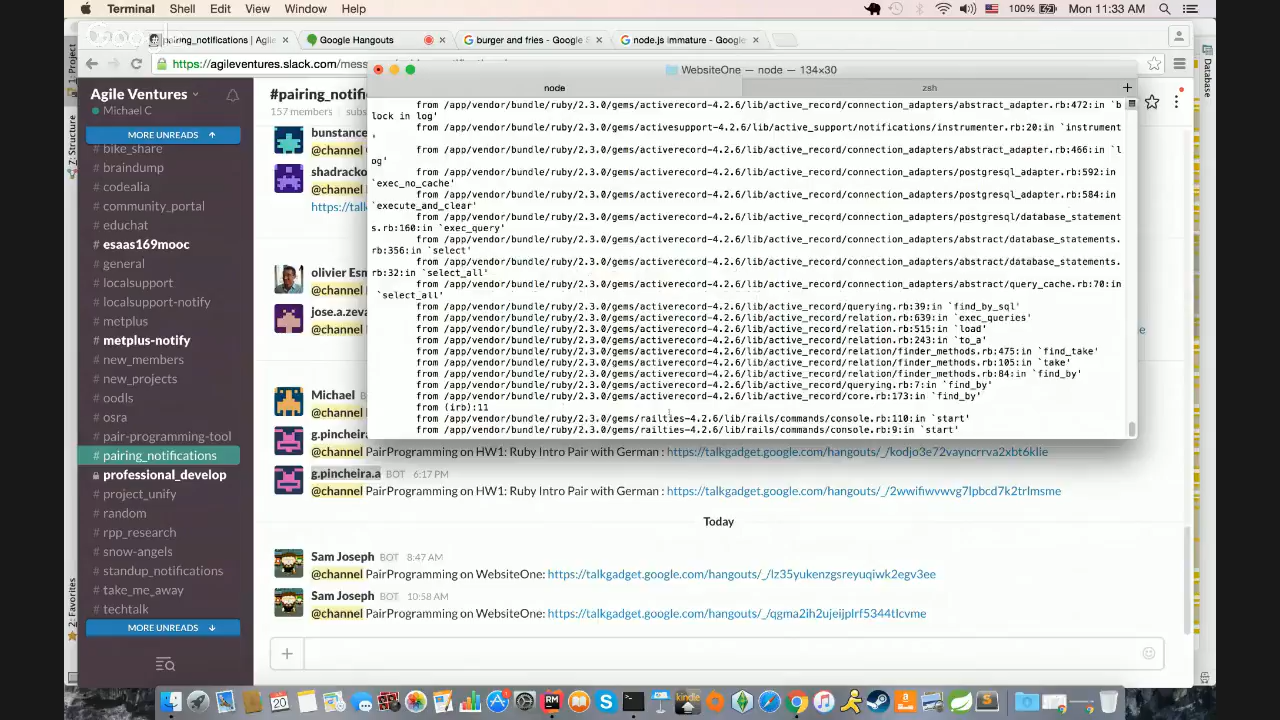 Terminal Shell Edit View Window Help
100% Mon 11:33 AM
pairing_notifications | Agile
Google Hangouts
burger and fries - Google S
node.js immature - Google
https://agileventures.slack.com/mess
WebsiteOne — node — 134×30
node
zsh
1: Project
7: Structure
2: Favorites
Database
Agile Ventures
Michael C
MORE UNREADS
# bike_share
# braindump
# codealia
# community_portal
# educhat
# esaas169mooc
# general
# localsupport
# localsupport-notify
# metplus
# metplus-notify
# new_members
# new_projects
# oodls
# osra
# pair-programming-tool
# pairing_notifications
professional_develop
# project_unify
# random
# rpp_research
# snow-angels
# standup_notifications
# take_me_away
# techtalk
MORE UNREADS
#pairing_notifi
157 members | subs
bunstance
@channel
shadracko
@channel
https://tal
olivier Esn
@channel
jose.a.zeva
@channel
Michael
@channel
g.pincheira
@channel PairProgramming on HW1: Ruby Intro Pair with German : https://talkgadget.google.com/hangouts/_/kodjo3e72vayncrrva2xbt6klie
g.pincheira.a BOT 6:17 PM
@channel PairProgramming on HW1: Ruby Intro Pair with German : https://talkgadget.google.com/hangouts/_/2wwifiwvwvg7lpbcd7k2trlmsme
Today
Sam Joseph BOT 8:47 AM
@channel PairProgramming on WebsiteOne: https://talkgadget.google.com/hangouts/_/lz35yukenzgsreyuqiwk2egv3ee
Sam Joseph BOT 10:58 AM
@channel PairProgramming on WebsiteOne: https://talkgadget.google.com/hangouts/_/qgma2ih2ujeijplrf5344tlcvme
from /app/vendor/bundle/ruby/2.3.0/gems/activerecord-4.2.6/lib/active_record/connection_adapters/abstract_adapter.rb:472:in `b
lock in log'
from /app/vendor/bundle/ruby/2.3.0/gems/activesupport-4.2.6/lib/active_support/notifications/instrumenter.rb:20:in `instrument
'
from /app/vendor/bundle/ruby/2.3.0/gems/activerecord-4.2.6/lib/active_record/connection_adapters/abstract_adapter.rb:466:in `l
og'
from /app/vendor/bundle/ruby/2.3.0/gems/activerecord-4.2.6/lib/active_record/connection_adapters/postgresql_adapter.rb:592:in
`exec_no_cache'
from /app/vendor/bundle/ruby/2.3.0/gems/activerecord-4.2.6/lib/active_record/connection_adapters/postgresql_adapter.rb:584:in
`execute_and_clear'
from /app/vendor/bundle/ruby/2.3.0/gems/activerecord-4.2.6/lib/active_record/connection_adapters/postgresql/database_statement
s.rb:160:in `exec_query'
from /app/vendor/bundle/ruby/2.3.0/gems/activerecord-4.2.6/lib/active_record/connection_adapters/abstract/database_statements.
rb:356:in `select'
from /app/vendor/bundle/ruby/2.3.0/gems/activerecord-4.2.6/lib/active_record/connection_adapters/abstract/database_statements.
rb:32:in `select_all'
from /app/vendor/bundle/ruby/2.3.0/gems/activerecord-4.2.6/lib/active_record/connection_adapters/abstract/query_cache.rb:70:in
`select_all'
from /app/vendor/bundle/ruby/2.3.0/gems/activerecord-4.2.6/lib/active_record/querying.rb:39:in `find_by_sql'
from /app/vendor/bundle/ruby/2.3.0/gems/activerecord-4.2.6/lib/active_record/relation.rb:639:in `exec_queries'
from /app/vendor/bundle/ruby/2.3.0/gems/activerecord-4.2.6/lib/active_record/relation.rb:515:in `load'
from /app/vendor/bundle/ruby/2.3.0/gems/activerecord-4.2.6/lib/active_record/relation.rb:243:in `to_a'
from /app/vendor/bundle/ruby/2.3.0/gems/activerecord-4.2.6/lib/active_record/relation/finder_methods.rb:475:in `find_take'
from /app/vendor/bundle/ruby/2.3.0/gems/activerecord-4.2.6/lib/active_record/relation/finder_methods.rb:105:in `take'
from /app/vendor/bundle/ruby/2.3.0/gems/activerecord-4.2.6/lib/active_record/relation/finder_methods.rb:84:in `find_by'
from /app/vendor/bundle/ruby/2.3.0/gems/activerecord-4.2.6/lib/active_record/querying.rb:7:in `find_by'
from /app/vendor/bundle/ruby/2.3.0/gems/activerecord-4.2.6/lib/active_record/core.rb:173:in `find_by'
from (irb):11
from /app/vendor/bundle/ruby/2.3.0/gems/railties-4.2.6/lib/rails/commands/console.rb:110:in `start'
from /app/vendor/bundle/ruby/2.3.0/gems/railties-4.2.6/lib/rails/commands/console.rb:9:in `start'